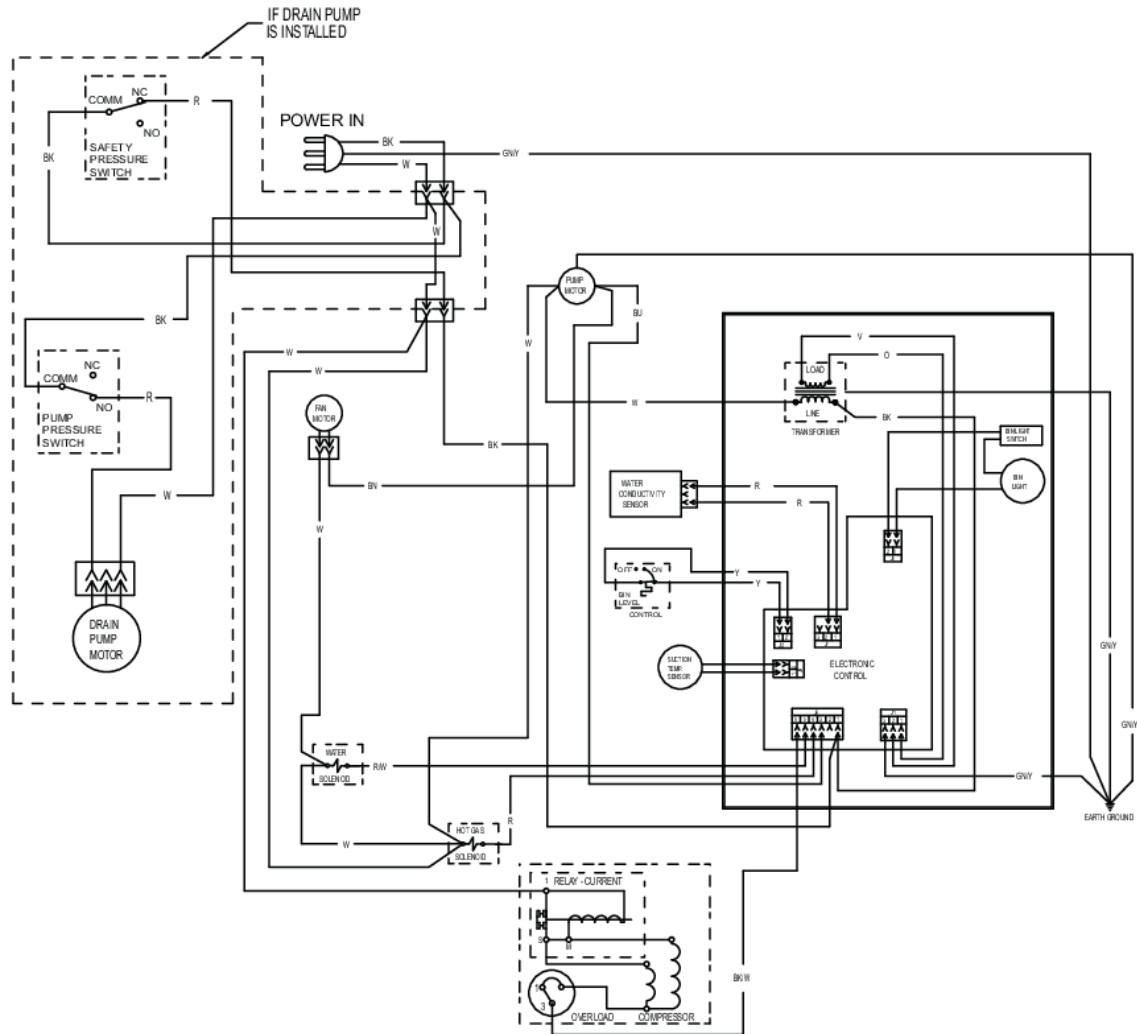 IF DRAIN PUMP
IS INSTALLED
NC
COMM
R
NO
SAFETY
PRESSURE
SWITCH
BK
POWER IN
BK
W
GN/Y
W
BK
NC
COMM
NO
R
PUMP
PRESSURE
SWITCH
W
DRAIN
PUMP
MOTOR
PUMP
MOTOR
BU
W
W
W
FAN
MOTOR
BK
BN
W
W
V
O
LOAD
LINE
BK
TRANSFORMER
BIN LIGHT
SWITCH
BIN
LIGHT
WATER
CONDUCTIVITY
SENSOR
R
R
OFF
ON
BIN
LEVEL
CONTROL
Y
Y
SUCTION
TEMP.
SENSOR
ELECTRONIC
CONTROL
GN/Y
GN/Y
GN/Y
EARTH GROUND
WATER
SOLENOID
R/W
HOT GAS
SOLENOID
W
R
1
RELAY - CURRENT
S
M
1
3
OVERLOAD
COMPRESSOR
BK/W